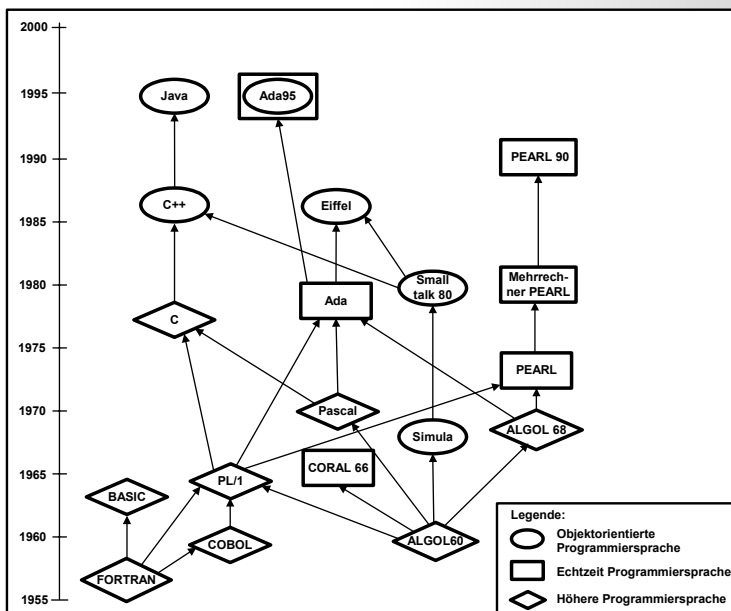 2000
1995
1990
1985
1980
1975
1970
1965
1960
1955
Java
Ada95
PEARL 90
C++
Eiffel
Small
talk 80
Mehrrech-
ner PEARL
Ada
C
PEARL
Pascal
Simula
ALGOL 68
CORAL 66
PL/1
BASIC
COBOL
ALGOL60
FORTRAN
Legende:
Objektorientierte
Programmiersprache
Echtzeit Programmiersprache
Höhere Programmiersprache